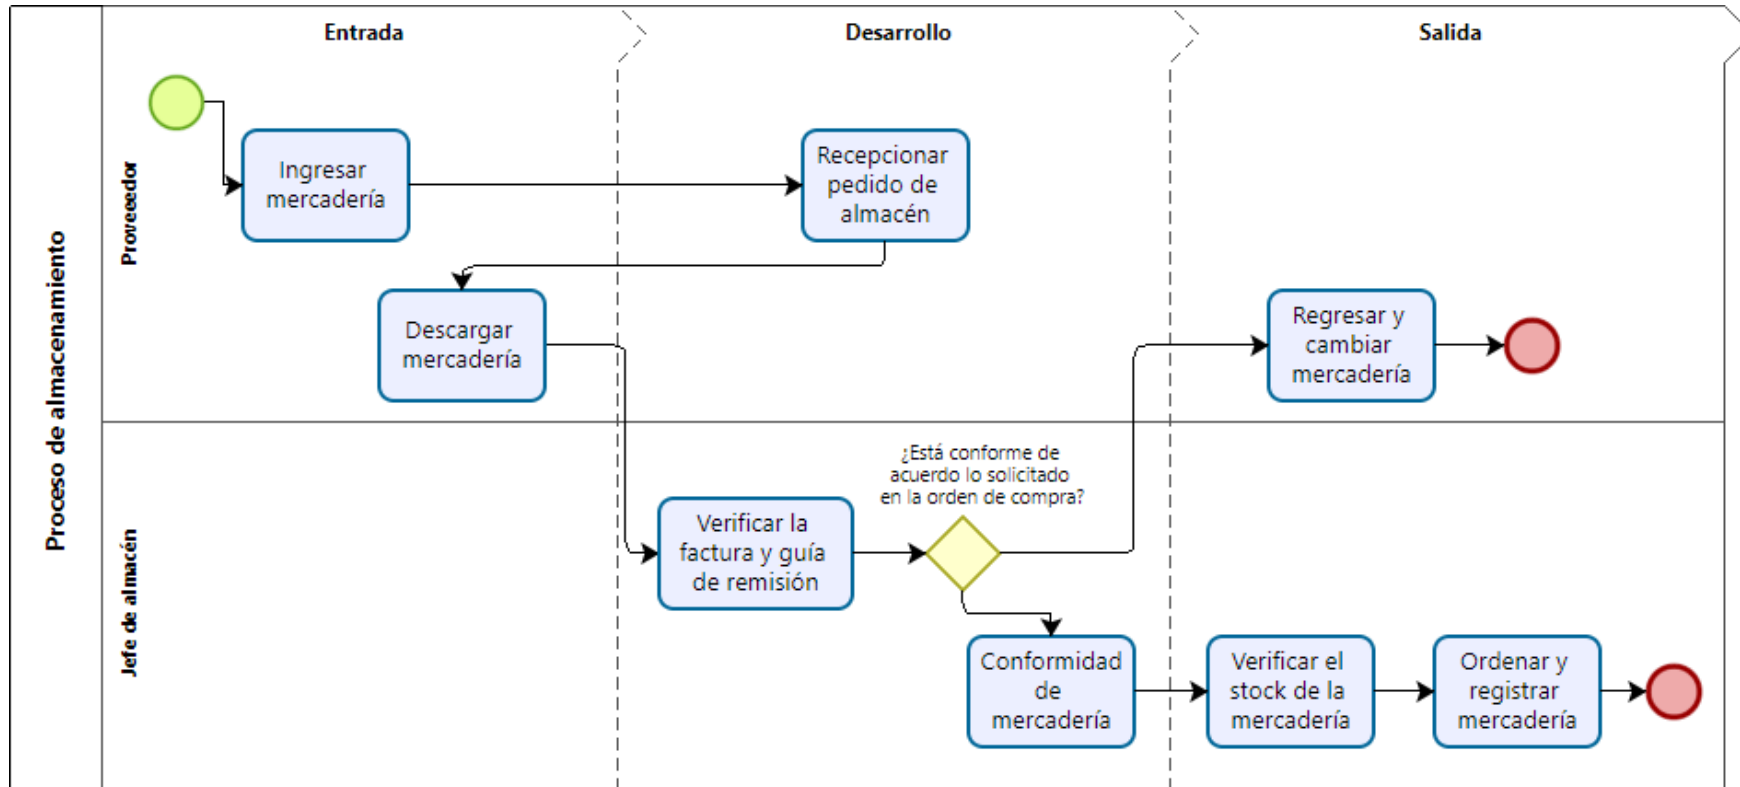 Entrada
Desarrollo
Salida
Proceso de almacenamiento
Proveedor
Ingresar
mercadería
Recepcionar
pedido de
almacén
Descargar
mercadería
Regresar y
cambiar
mercadería
Jefe de almacén
¿Está conforme de
acuerdo lo solicitado
en la orden de compra?
Verificar la
factura y guía
de remisión
Conformidad
de
mercadería
Verificar el
stock de la
mercadería
Ordenar y
registrar
mercadería